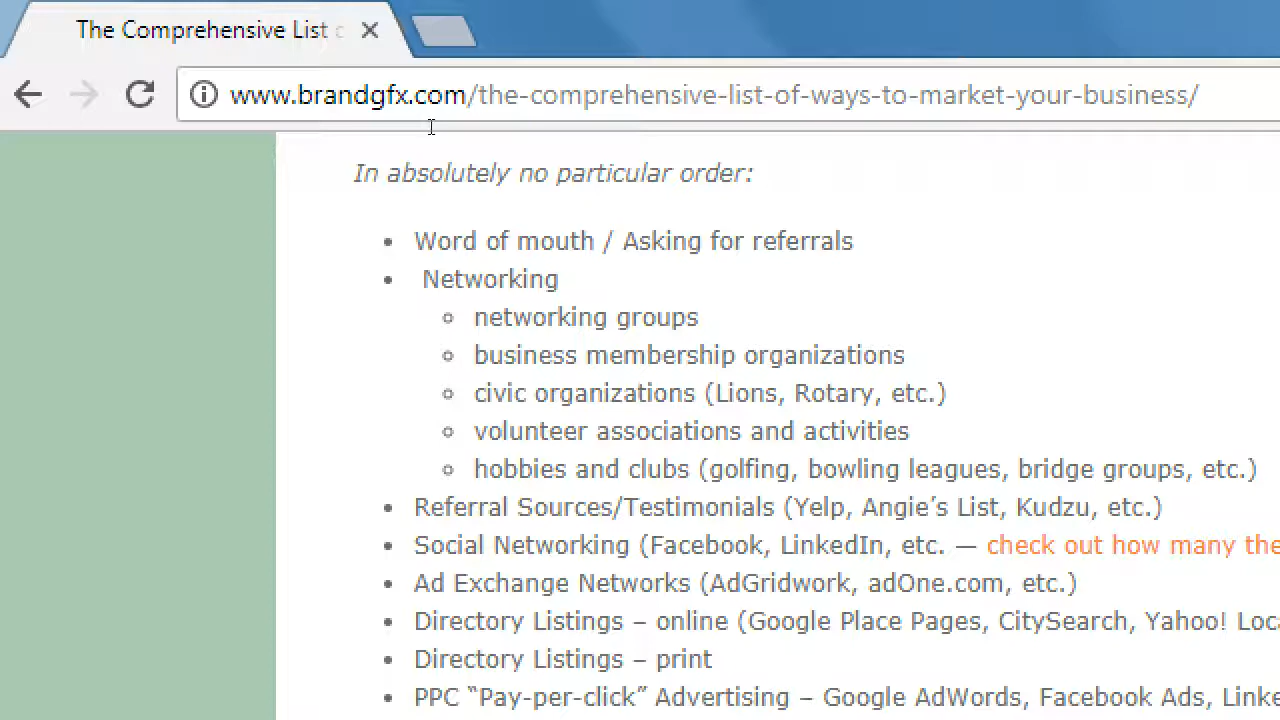 The Comprehensive List
www.brandgfx.com/the-comprehensive-list-of-ways-to-market-your-business/
In absolutely no particular order:
Word of mouth / Asking for referrals
Networking
networking groups
business membership organizations
civic organizations (Lions, Rotary, etc.)
volunteer associations and activities
hobbies and clubs (golfing, bowling leagues, bridge groups, etc.)
Referral Sources/Testimonials (Yelp, Angie’s List, Kudzu, etc.)
Social Networking (Facebook, LinkedIn, etc. — check out how many the
Ad Exchange Networks (AdGridwork, adOne.com, etc.)
Directory Listings – online (Google Place Pages, CitySearch, Yahoo! Loc
Directory Listings – print
PPC “Pay-per-click” Advertising – Google AdWords, Facebook Ads, Linke